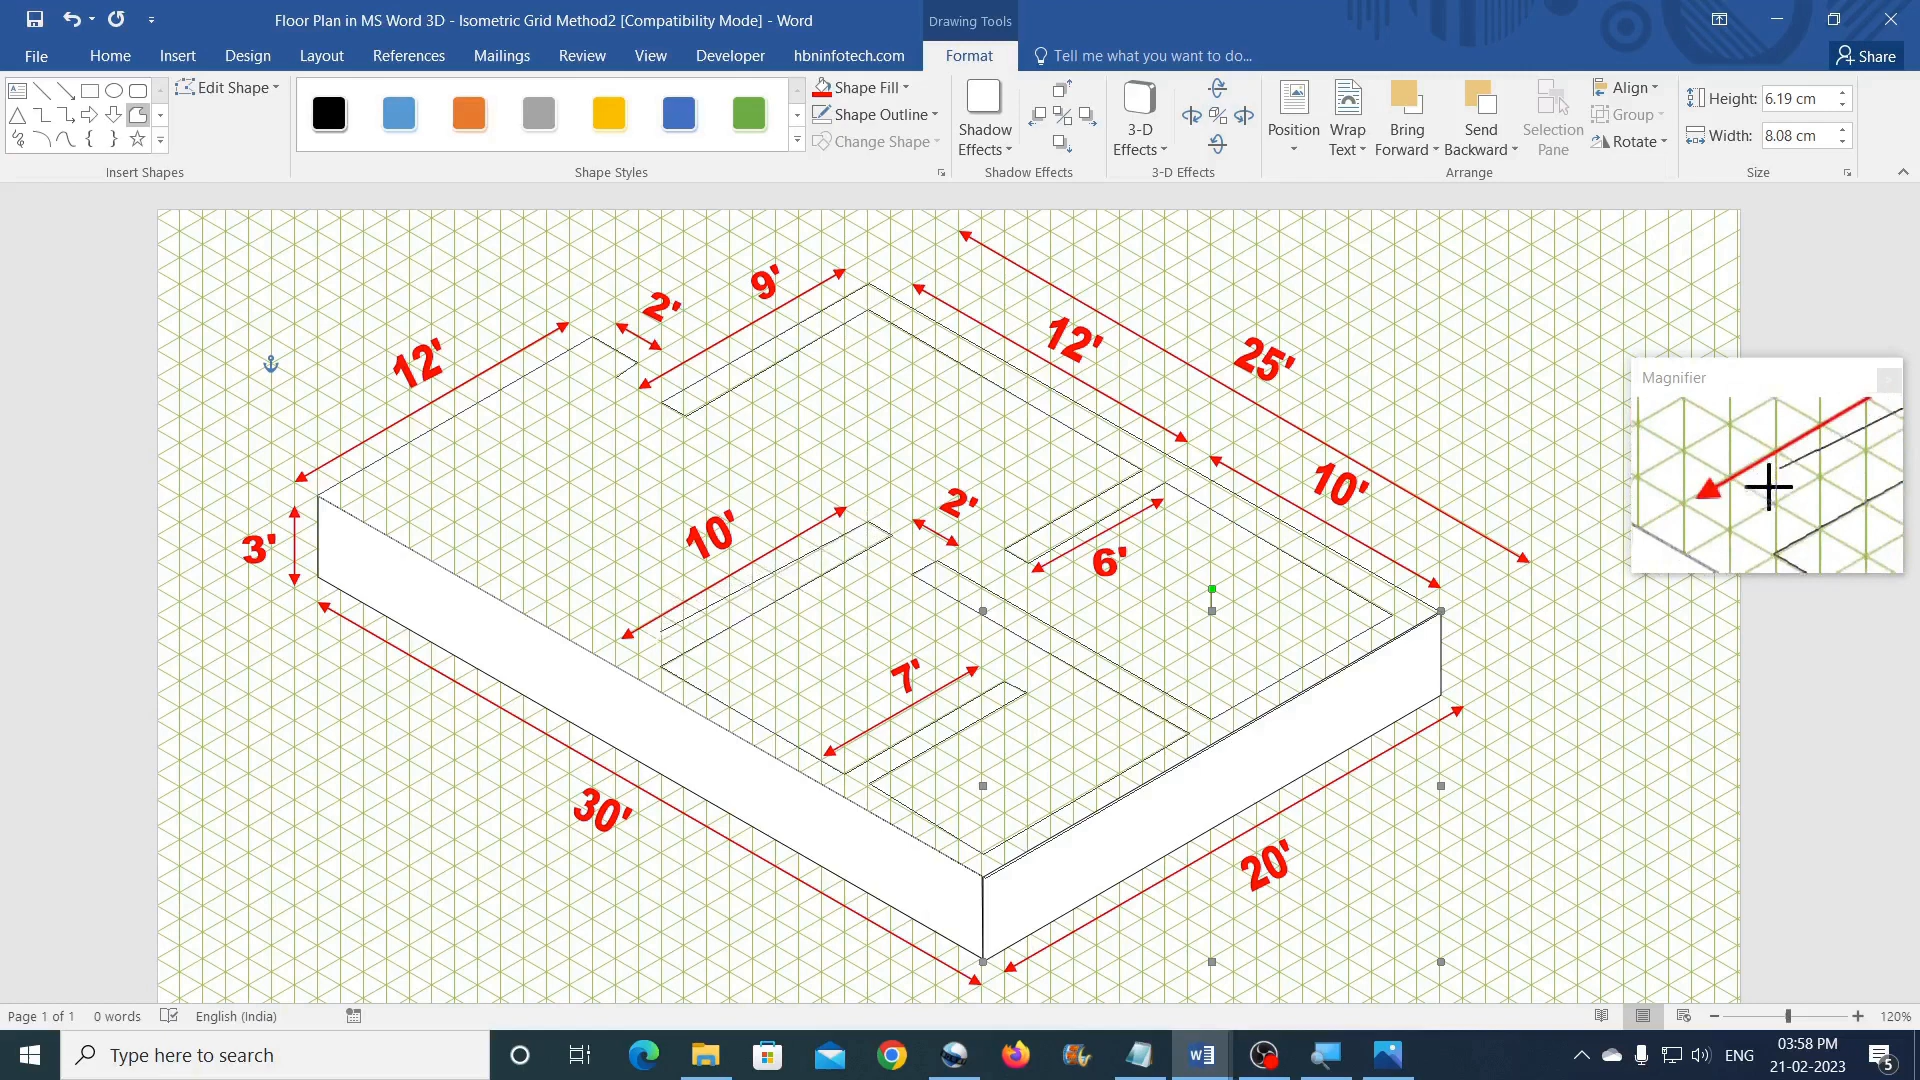 Floor Plan in MS Word 3D - Isometric Grid Method2 [Compatibility Mode] - Word
Drawing Tools
File Home Insert Design Layout References Mailings Review View Developer hbninfotech.com Format Tell me what you want to do... Share
Edit Shape
Insert Shapes
Shape Styles
Shape Fill
Shape Outline
Change Shape
Shadow Effects
Shadow Effects
3-D Effects
3-D Effects
Position
Wrap Text
Bring Forward
Send Backward
Selection Pane
Align
Group
Rotate
Arrange
Height: 6.19 cm
Width: 8.08 cm
Size
9'
2'
12'
12'
25'
Magnifier
10'
2'
10'
3'
6'
7'
30'
20'
Page 1 of 1 0 words English (India) 120%
Type here to search
ENG
03:58 PM
21-02-2023
5